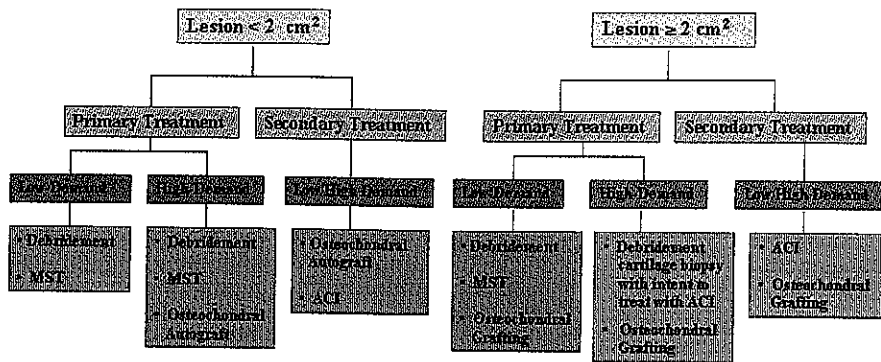 Lesion < 2 cm²
Primary Treatment
Secondary Treatment
Low Demand
High Demand
Low/High Demand
• Debridement
• MST
• Debridement
• MST
• Osteochondral
Autograft
• Osteochondral
Autograft
• ACI
Lesion ≥ 2 cm²
Primary Treatment
Secondary Treatment
Low Demand
High Demand
Low/High Demand
• Debridement
• MST
• Osteochondral
Grafting
• Debridement
cartilage biopsy
with intent to
treat with ACI
• Osteochondral
Grafting
• ACI
• Osteochondral
Grafting